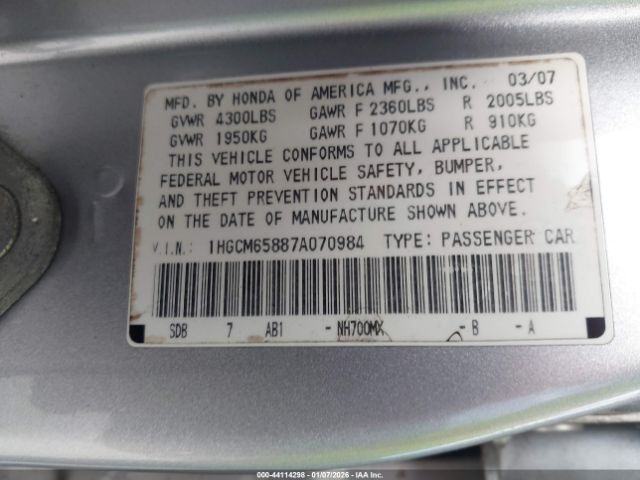 MFD. BY HONDA OF AMERICA MFG., INC. 03/07
GVWR 4300LBS GAWR F 2360LBS R 2005LBS
GVWR 1950KG GAWR F 1070KG R 910KG
THIS VEHICLE CONFORMS TO ALL APPLICABLE
FEDERAL MOTOR VEHICLE SAFETY, BUMPER,
AND THEFT PREVENTION STANDARDS IN EFFECT
ON THE DATE OF MANUFACTURE SHOWN ABOVE.
V.I.N.: 1HGCM65887A070984 TYPE: PASSENGER CAR
SDB 7 AB1 - NH700MX - B - A
000-44114298 | 01/07/2026 | IAA Inc.